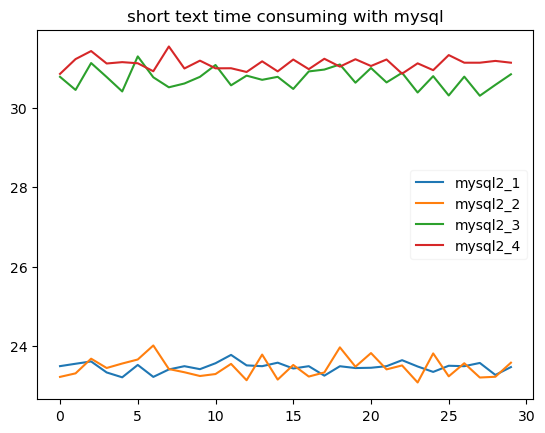 short text time consuming with mysql
30
28
26
24
mysql2_1
mysql2_2
mysql2_3
mysql2_4
0 5 10 15 20 25 30